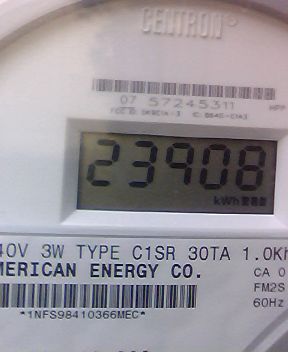 CENTRON®
07 57245311
23908
kWh
40V 3W TYPE C1SR 30TA 1.0Kh
MERICAN ENERGY CO.
CA 0
FM2S
60Hz
*1NFS98410366MEC*